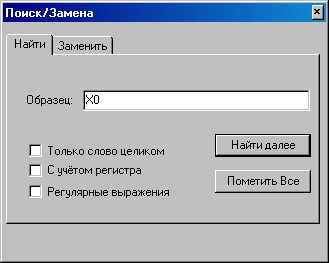 Поиск/Замена
Найти Заменить
Образец: X0
Только слово целиком
Найти далее
С учётом регистра
Пометить Все
Регулярные выражения